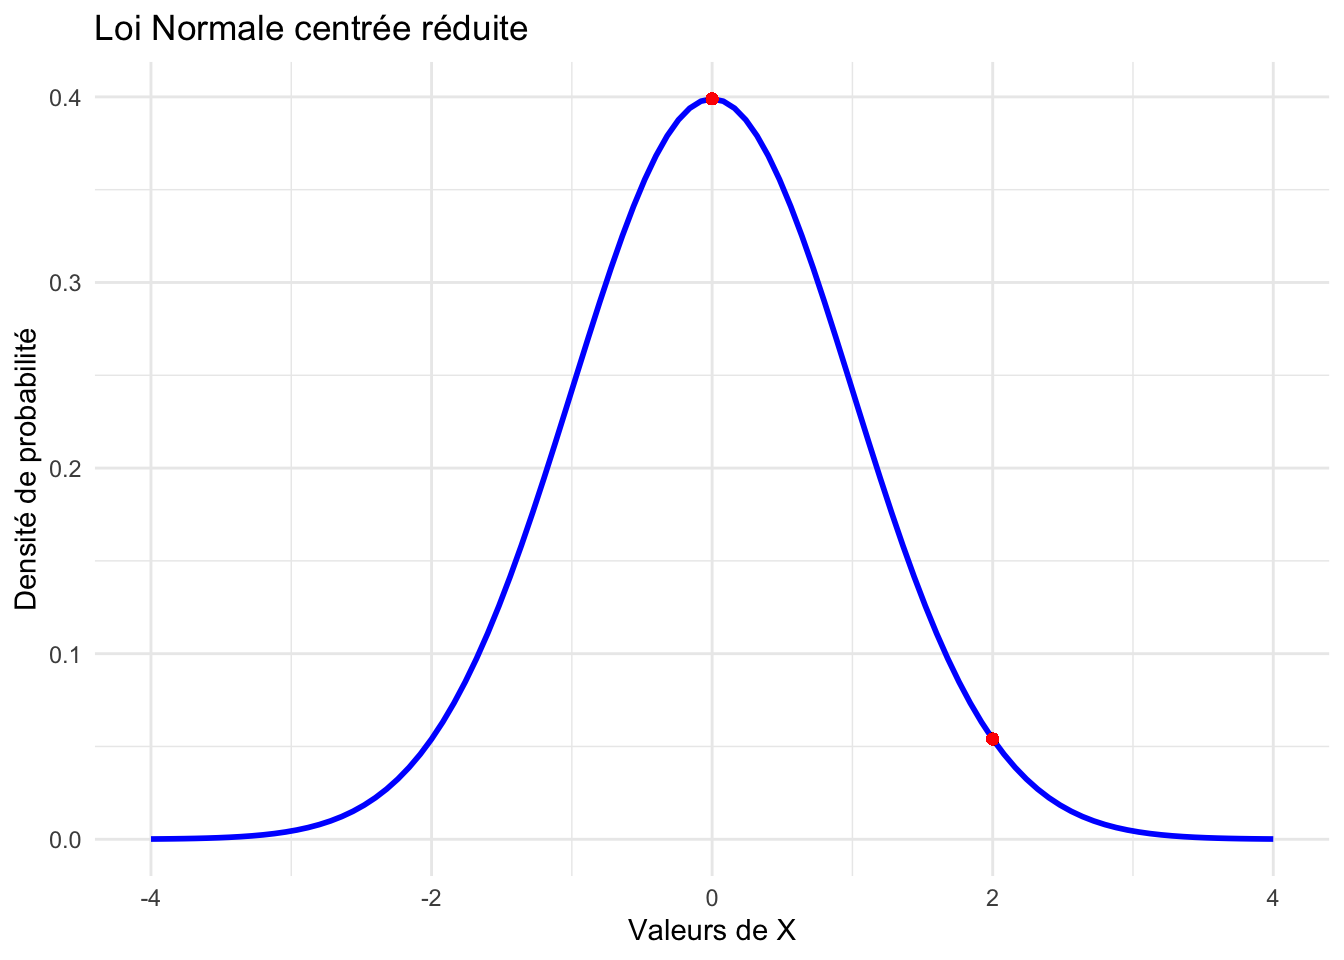 Loi Normale centrée réduite
0.4
0.3
0.2
0.1
0.0
Densité de probabilité
-4 -2 0 2 4
Valeurs de X